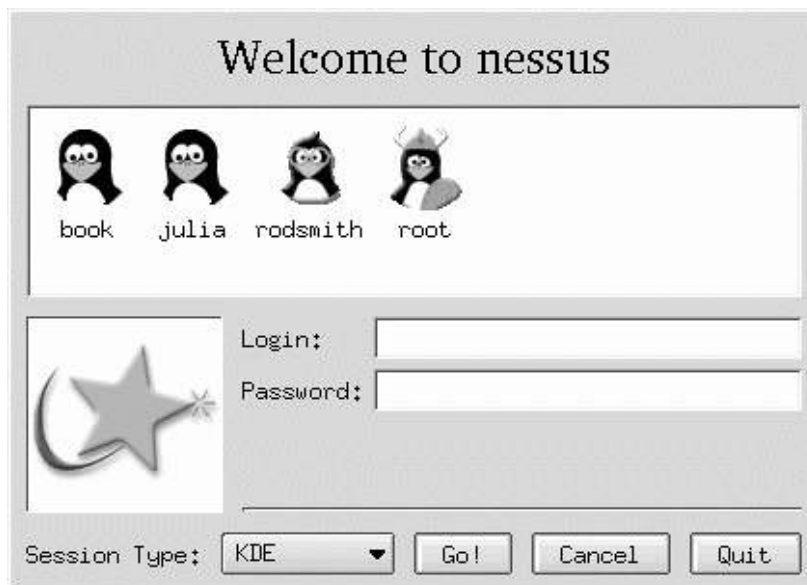 Welcome to nessus
book julia rodsmith root
Login:
Password:
Session Type: KDE Go! Cancel Quit